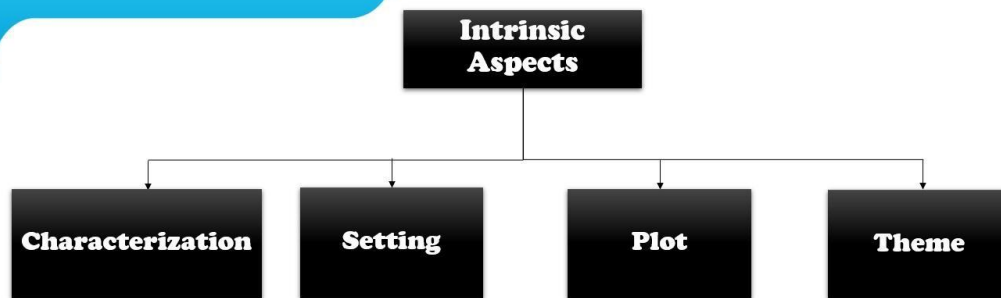 Intrinsic
Aspects
Characterization
Setting
Plot
Theme